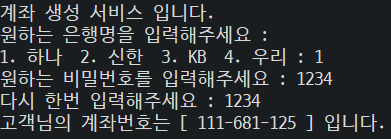 계좌 생성 서비스 입니다.
원하는 은행명을 입력해주세요 :
1. 하나  2. 신한  3. KB  4. 우리 : 1
원하는 비밀번호를 입력해주세요 : 1234
다시 한번 입력해주세요 : 1234
고객님의 계좌번호는 [ 111-681-125 ] 입니다.